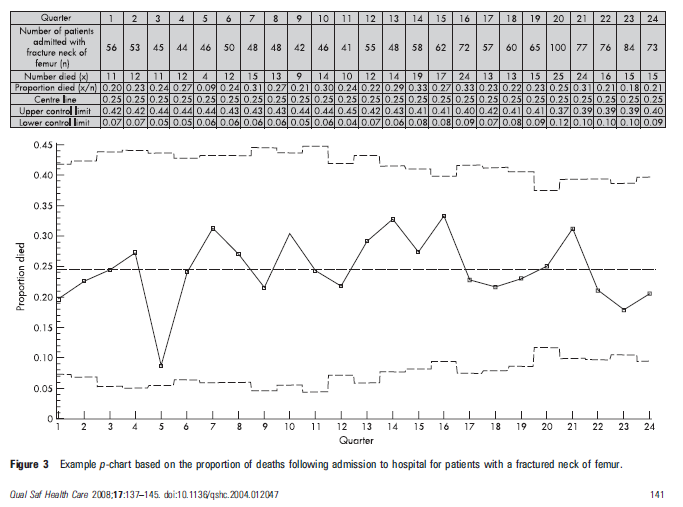 Quarter 1 2 3 4 5 6 7 8 9 10 11 12 13 14 15 16 17 18 19 20 21 22 23 24
Number of patients
admitted with
fracture neck of
femur (n)
56 53 45 44 46 50 48 48 42 46 41 55 48 58 62 72 57 60 65 100 77 76 84 73
Number died (x) 11 12 11 12 4 12 15 13 9 14 10 12 14 19 17 24 13 13 15 25 24 16 15 15
Proportion died (x/n) 0.20 0.23 0.24 0.27 0.09 0.24 0.31 0.27 0.21 0.30 0.24 0.22 0.29 0.33 0.27 0.33 0.23 0.22 0.23 0.25 0.31 0.21 0.18 0.21
Centre line 0.25 0.25 0.25 0.25 0.25 0.25 0.25 0.25 0.25 0.25 0.25 0.25 0.25 0.25 0.25 0.25 0.25 0.25 0.25 0.25 0.25 0.25 0.25 0.25
Upper control limit 0.42 0.42 0.44 0.44 0.44 0.43 0.43 0.43 0.44 0.44 0.45 0.42 0.43 0.41 0.41 0.40 0.42 0.41 0.41 0.37 0.39 0.39 0.39 0.40
Lower control limit 0.07 0.07 0.05 0.05 0.06 0.06 0.06 0.06 0.05 0.06 0.04 0.07 0.06 0.08 0.08 0.09 0.07 0.08 0.09 0.12 0.10 0.10 0.10 0.09
0.45
0.40
0.35
0.30
0.25
0.20
0.15
0.10
0.05
0
Proportion died
1 2 3 4 5 6 7 8 9 10 11 12 13 14 15 16 17 18 19 20 21 22 23 24
Quarter
Figure 3 Example p-chart based on the proportion of deaths following admission to hospital for patients with a fractured neck of femur.
Qual Saf Health Care 2008;17:137–145. doi:10.1136/qshc.2004.012047 141